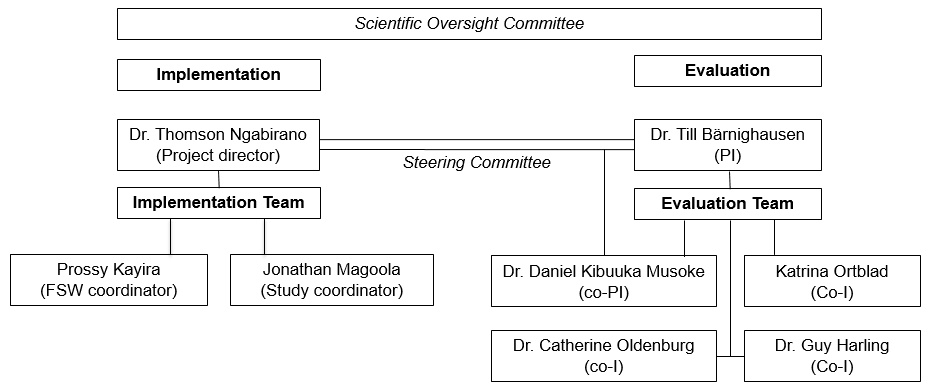 Scientific Oversight Committee
Implementation
Evaluation
Dr. Thomson Ngabirano
(Project director)
Dr. Till Bärnighausen
(PI)
Steering Committee
Implementation Team
Evaluation Team
Prossy Kayira
(FSW coordinator)
Jonathan Magoola
(Study coordinator)
Dr. Daniel Kibuuka Musoke
(co-PI)
Katrina Ortblad
(Co-I)
Dr. Catherine Oldenburg
(co-I)
Dr. Guy Harling
(Co-I)